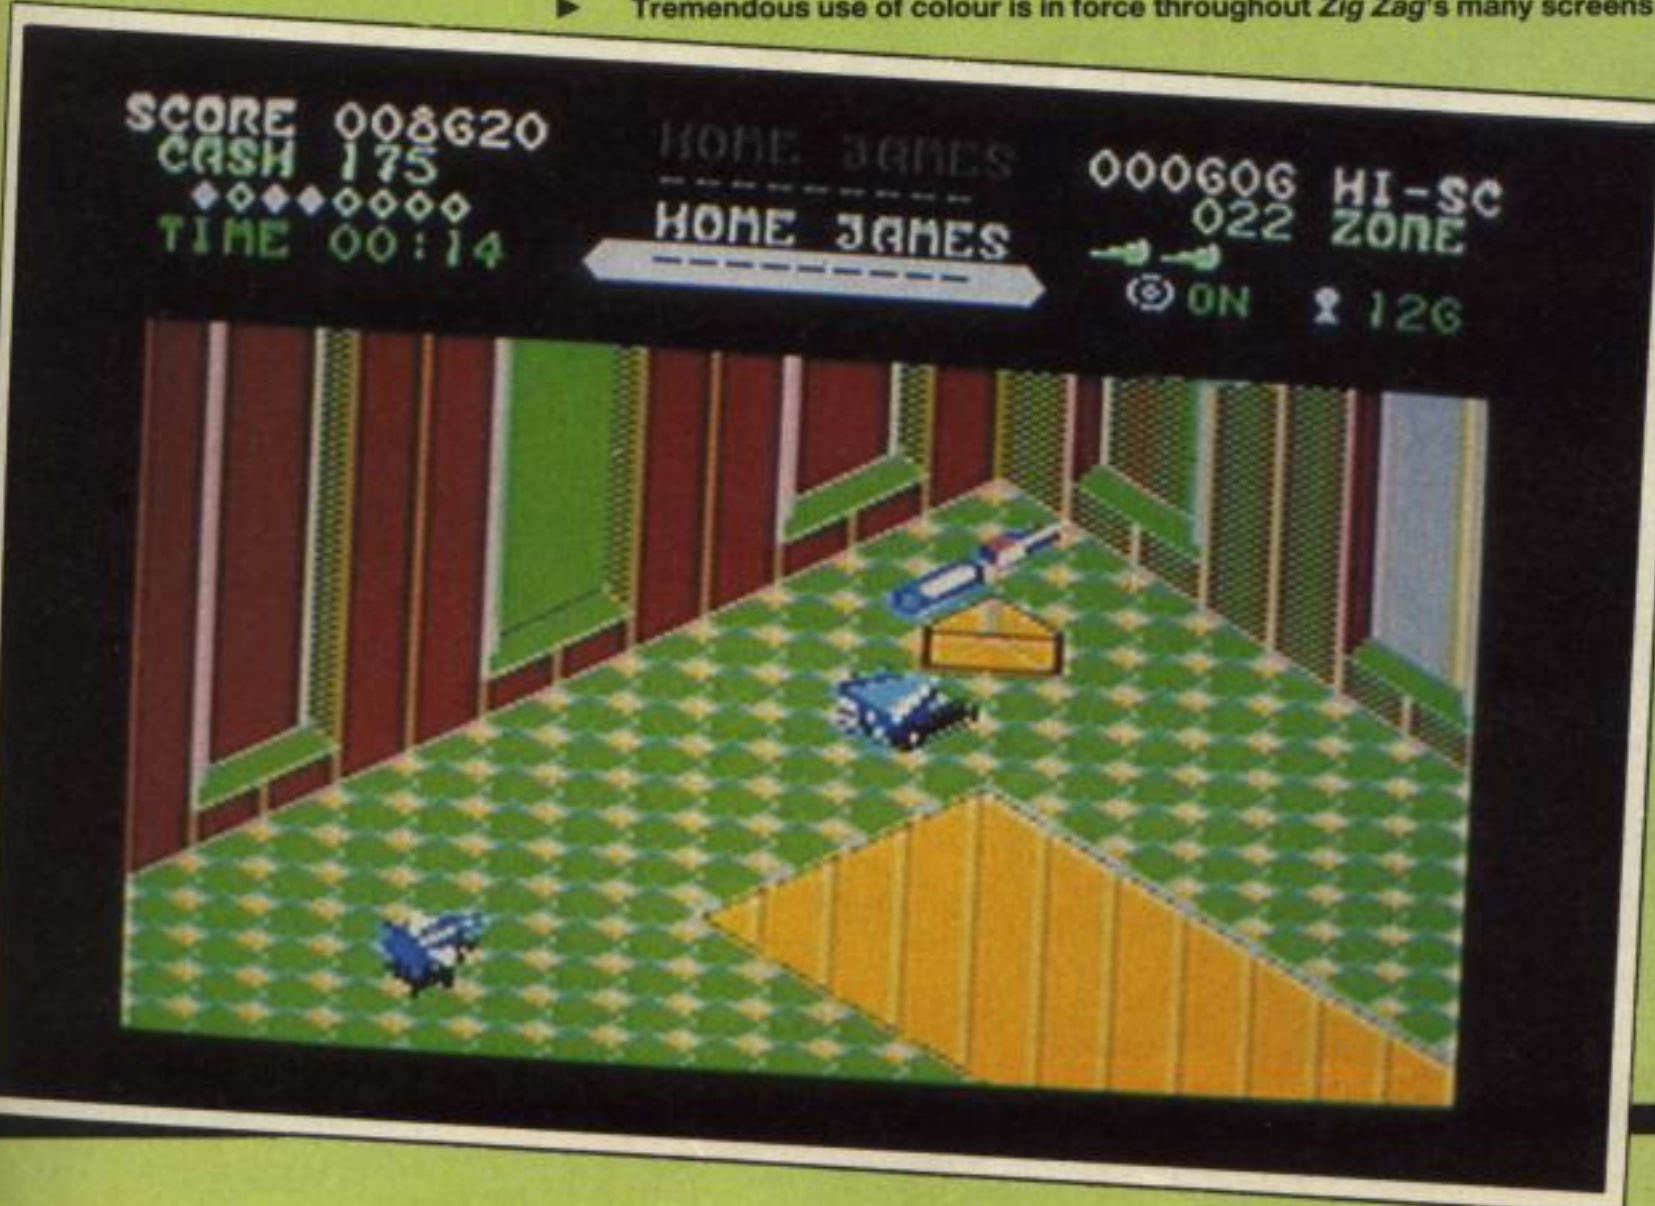 Tremendous use of colour is in force throughout Zig Zag's many screens
SCORE 008620
CASH 175
TIME 00:14
HOME JAMES
HOME JAMES
000606 HI-SC
022 ZONE
ON 126